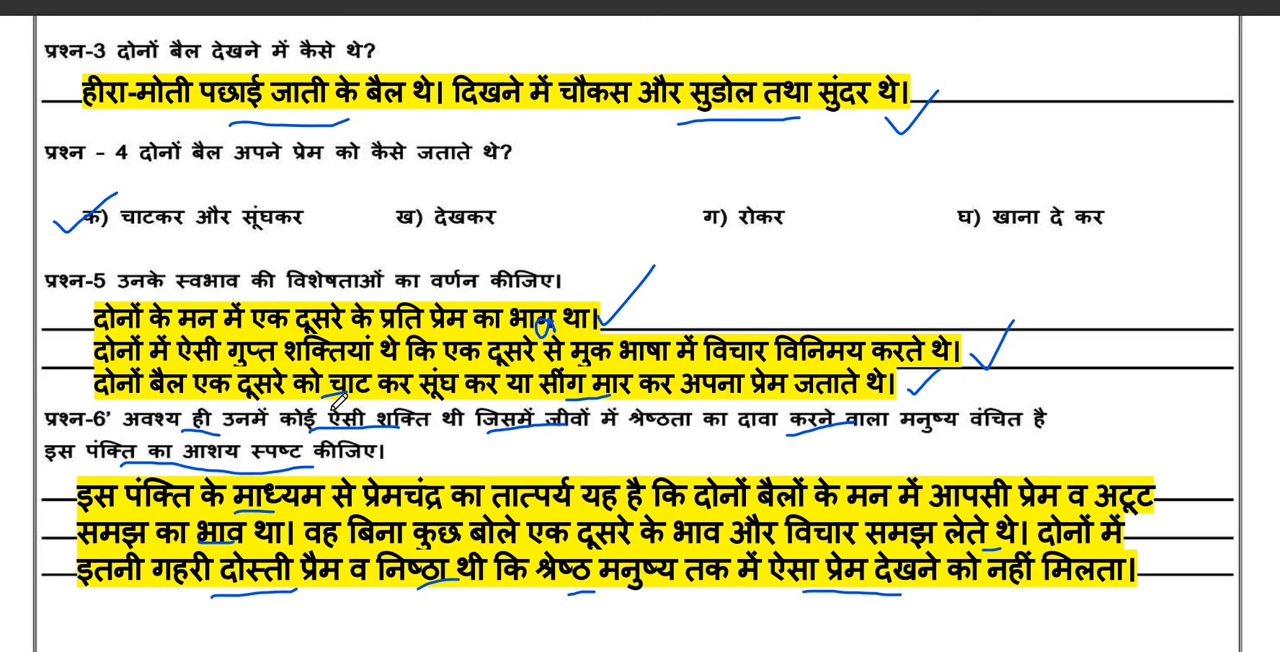 प्रश्न-3 दोनों बैल देखने में कैसे थे?
हीरा-मोती पछाई जाती के बैल थे। दिखने में चौकस और सुडोल तथा सुंदर थे।
प्रश्न - 4 दोनों बैल अपने प्रेम को कैसे जताते थे?
क) चाटकर और सूंघकर ख) देखकर ग) रोकर घ) खाना दे कर
प्रश्न-5 उनके स्वभाव की विशेषताओं का वर्णन कीजिए।
दोनों के मन में एक दूसरे के प्रति प्रेम का भाव था।
दोनों में ऐसी गुप्त शक्तियां थे कि एक दूसरे से मुक भाषा में विचार विनिमय करते थे।
दोनों बैल एक दूसरे को चाट कर सूंघ कर या सींग मार कर अपना प्रेम जताते थे।
प्रश्न-6' अवश्य ही उनमें कोई ऐसी शक्ति थी जिसमें जीवों में श्रेष्ठता का दावा करने वाला मनुष्य वंचित है
इस पंक्ति का आशय स्पष्ट कीजिए।
इस पंक्ति के माध्यम से प्रेमचंद्र का तात्पर्य यह है कि दोनों बैलों के मन में आपसी प्रेम व अटूट
समझ का भाव था। वह बिना कुछ बोले एक दूसरे के भाव और विचार समझ लेते थे। दोनों में
इतनी गहरी दोस्ती प्रैम व निष्ठा थी कि श्रेष्ठ मनुष्य तक में ऐसा प्रेम देखने को नहीं मिलता।